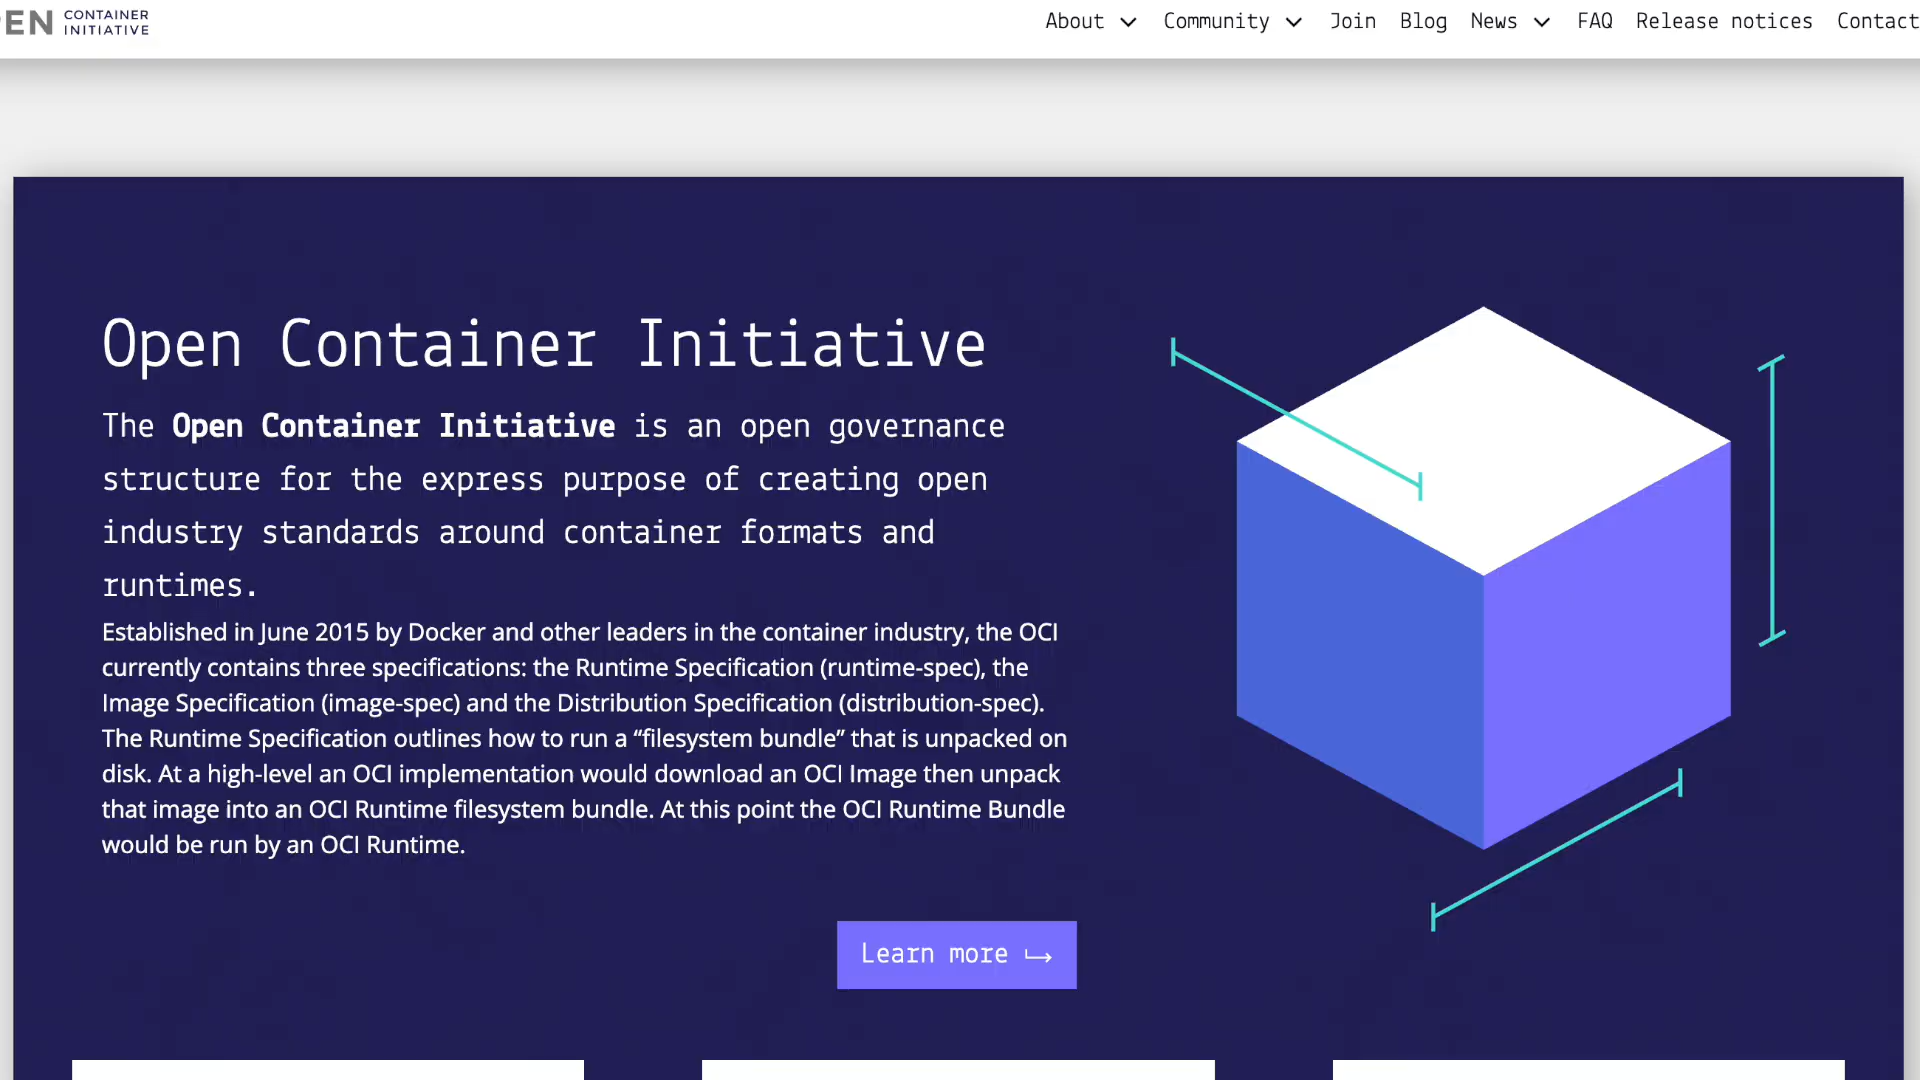 EN CONTAINER
INITIATIVE
About Community Join Blog News FAQ Release notices Contact
Open Container Initiative
The Open Container Initiative is an open governance
structure for the express purpose of creating open
industry standards around container formats and
runtimes.
Established in June 2015 by Docker and other leaders in the container industry, the OCI
currently contains three specifications: the Runtime Specification (runtime-spec), the
Image Specification (image-spec) and the Distribution Specification (distribution-spec).
The Runtime Specification outlines how to run a “filesystem bundle” that is unpacked on
disk. At a high-level an OCI implementation would download an OCI Image then unpack
that image into an OCI Runtime filesystem bundle. At this point the OCI Runtime Bundle
would be run by an OCI Runtime.
Learn more